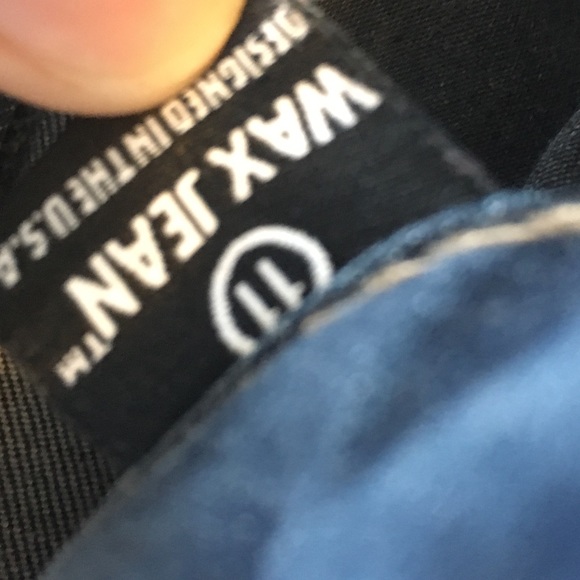 11
WAX JEAN™
DESIGNED IN THE U.S.A